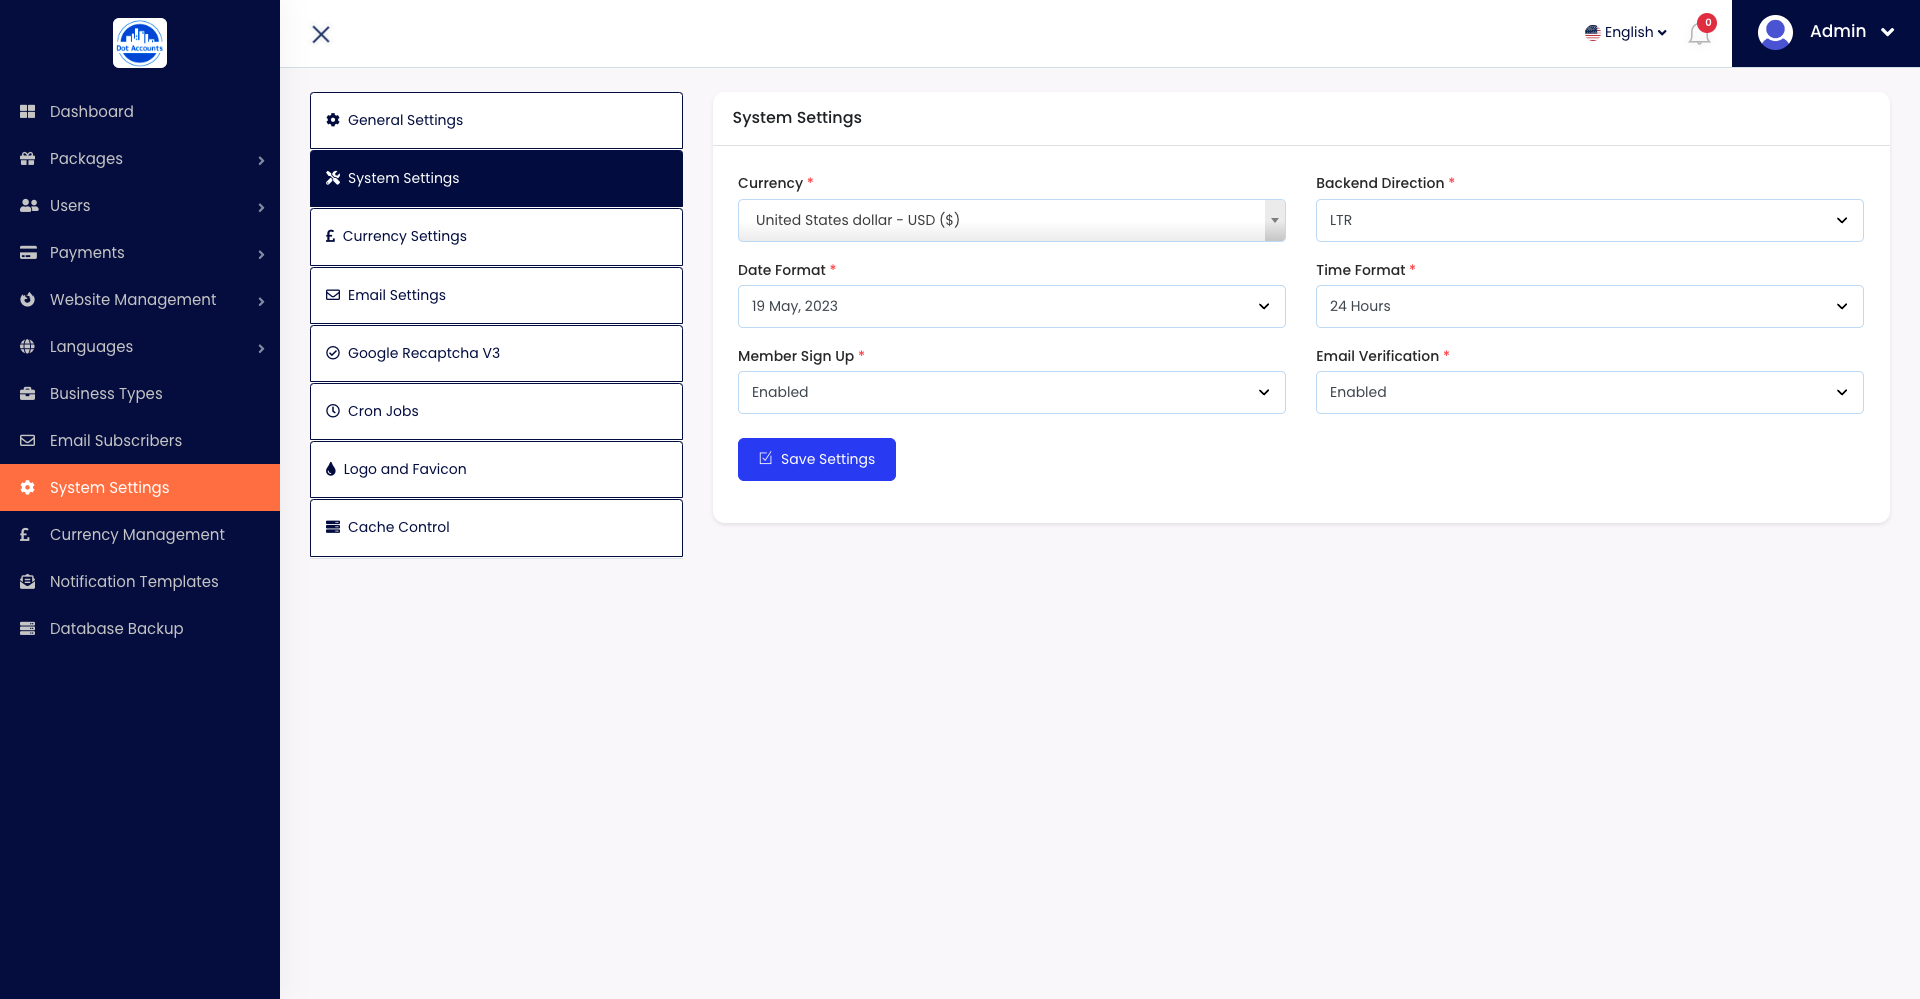 Dot Accounts
Dashboard
Packages
Users
Payments
Website Management
Languages
Business Types
Email Subscribers
System Settings
Currency Management
Notification Templates
Database Backup
English
0
Admin
General Settings
System Settings
£ Currency Settings
Email Settings
Google Recaptcha V3
Cron Jobs
Logo and Favicon
Cache Control
System Settings
Currency *
United States dollar - USD ($)
Backend Direction *
LTR
Date Format *
19 May, 2023
Time Format *
24 Hours
Member Sign Up *
Enabled
Email Verification *
Enabled
Save Settings